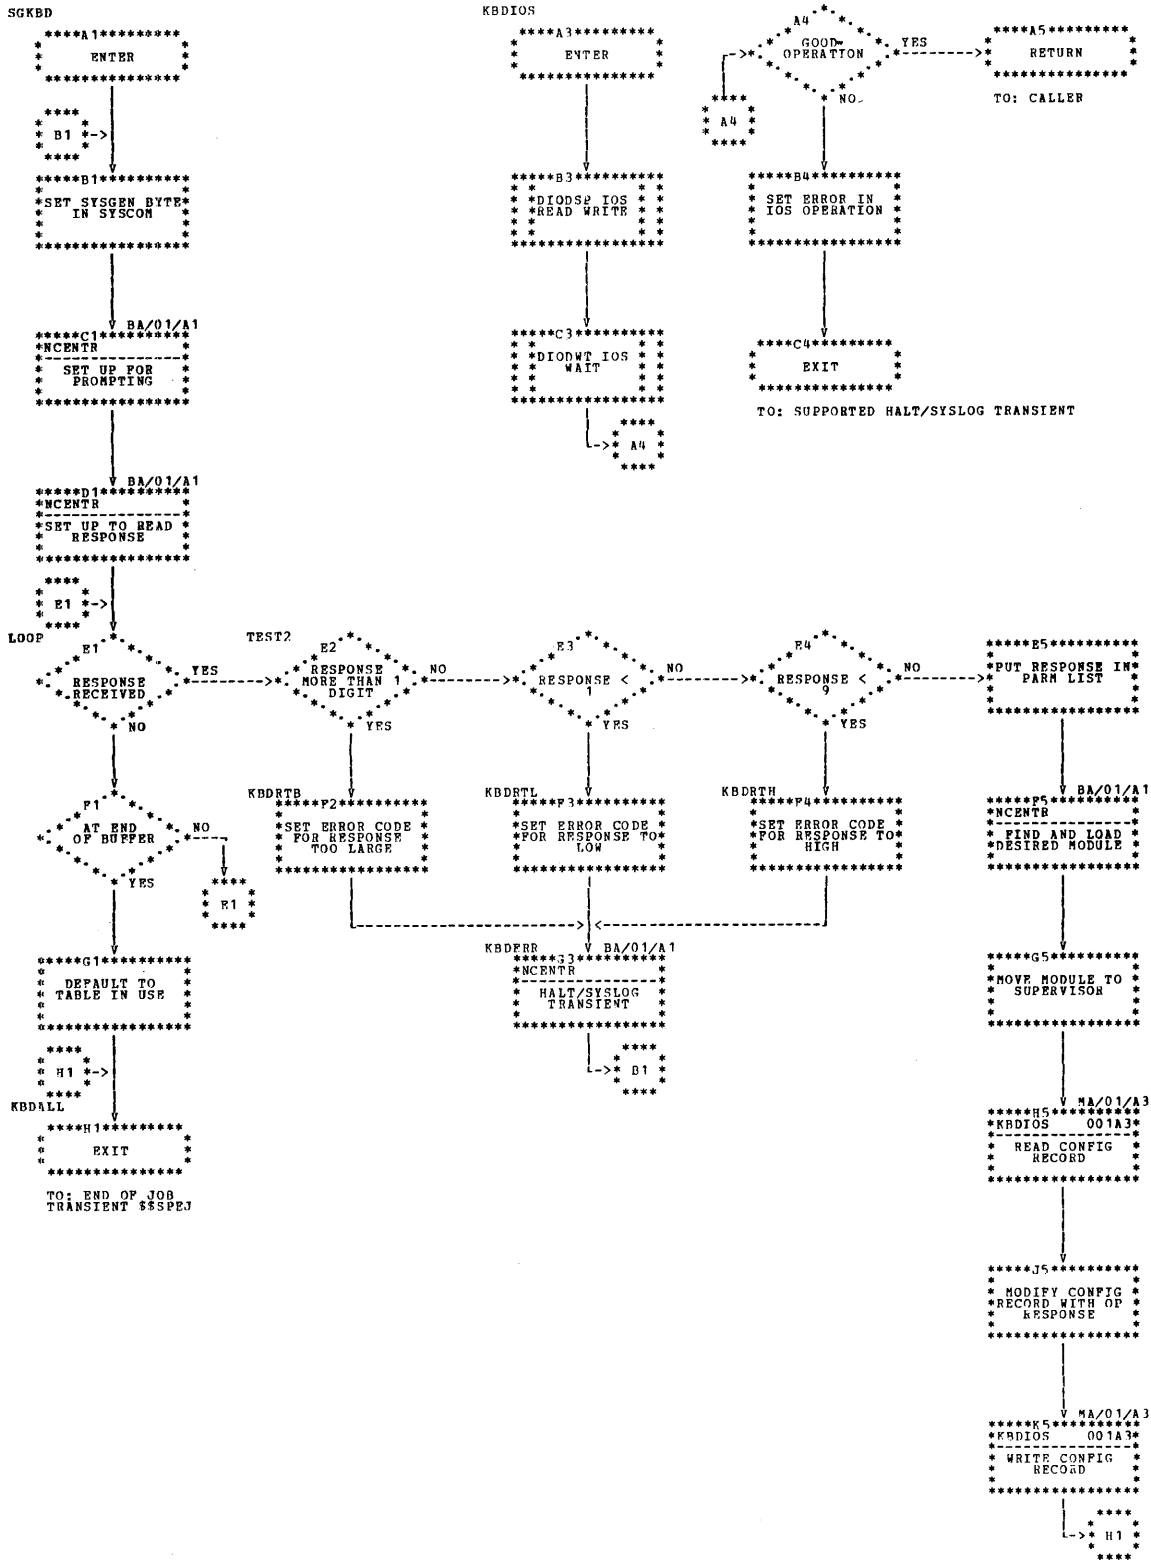 SGKBD
A1
ENTER
B1
B1
SET SYSGEN BYTE
IN SYSCOM
BA/01/A1
C1
NCENTR
SET UP FOR
PROMPTING
BA/01/A1
D1
NCENTR
SET UP TO READ
RESPONSE
E1
LOOP
E1
RESPONSE
RECEIVED
YES
NO
F1
AT END
OF BUFFER
NO
E1
YES
G1
DEFAULT TO
TABLE IN USE
H1
KBDALL
H1
EXIT
TO: END OF JOB
TRANSIENT $$SPEJ
TEST2
E2
RESPONSE
MORE THAN 1
DIGIT
NO
YES
KBDRTB
F2
SET ERROR CODE
FOR RESPONSE
TOO LARGE
KBDIOS
A3
ENTER
B3
DIODSP IOS
READ WRITE
C3
DIODWT IOS
WAIT
A4
E3
RESPONSE <
1
NO
YES
KBDRTL
F3
SET ERROR CODE
FOR RESPONSE TO
LOW
KBDERR
BA/01/A1
G3
NCENTR
HALT/SYSLOG
TRANSIENT
B1
A4
GOOD
OPERATION
YES
NO
A4
B4
SET ERROR IN
IOS OPERATION
C4
EXIT
TO: SUPPORTED HALT/SYSLOG TRANSIENT
E4
RESPONSE <
9
NO
YES
KBDRTH
F4
SET ERROR CODE
FOR RESPONSE TO
HIGH
A5
RETURN
TO: CALLER
E5
PUT RESPONSE IN
PARM LIST
BA/01/A1
F5
NCENTR
FIND AND LOAD
DESIRED MODULE
G5
MOVE MODULE TO
SUPERVISOR
MA/01/A3
H5
KBDIOS 001A3
READ CONFIG
RECORD
J5
MODIFY CONFIG
RECORD WITH OP
RESPONSE
MA/01/A3
K5
KBDIOS 001A3
WRITE CONFIG
RECORD
H1